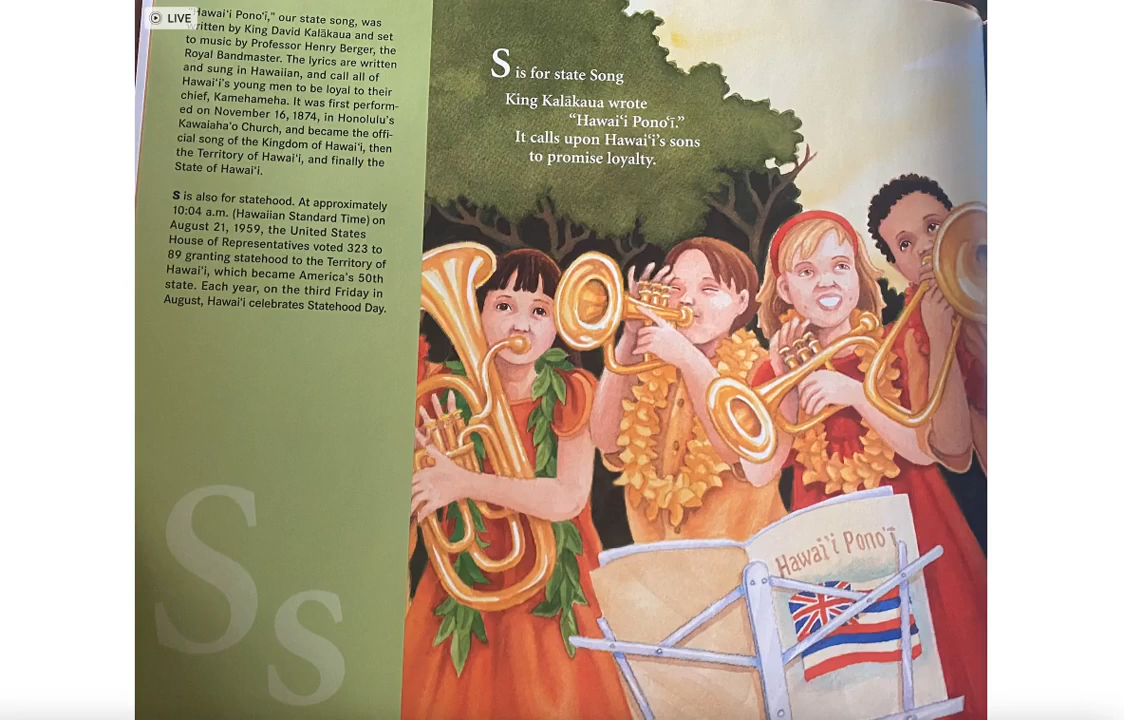 LIVE
"Hawai'i Pono'ī," our state song, was
written by King David Kalākaua and set
to music by Professor Henry Berger, the
Royal Bandmaster. The lyrics are written
and sung in Hawaiian, and call all of
Hawai'i's young men to be loyal to their
chief, Kamehameha. It was first perform-
ed on November 16, 1874, in Honolulu's
Kawaiaha'o Church, and became the offi-
cial song of the Kingdom of Hawai'i, then
the Territory of Hawai'i, and finally the
State of Hawai'i.
S is also for statehood. At approximately
10:04 a.m. (Hawaiian Standard Time) on
August 21, 1959, the United States
House of Representatives voted 323 to
89 granting statehood to the Territory of
Hawai'i, which became America's 50th
state. Each year, on the third Friday in
August, Hawai'i celebrates Statehood Day.
Ss
S is for state Song
King Kalākaua wrote
"Hawai'i Pono'ī."
It calls upon Hawai'i's sons
to promise loyalty.
Hawai'i Pono'ī